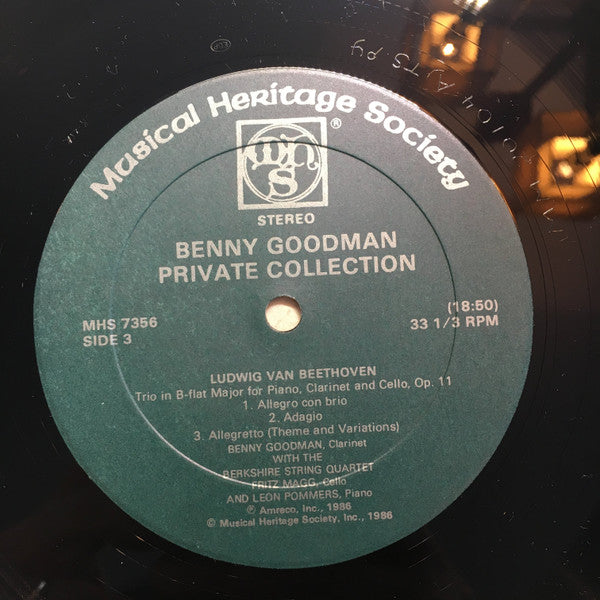 Musical Heritage Society
mhs
®
STEREO
BENNY GOODMAN
PRIVATE COLLECTION
MHS 7356
SIDE 3
(18:50)
33 1/3 RPM
LUDWIG VAN BEETHOVEN
Trio in B-flat Major for Piano, Clarinet and Cello, Op. 11
1. Allegro con brio
2. Adagio
3. Allegretto (Theme and Variations)
BENNY GOODMAN, Clarinet
WITH THE
BERKSHIRE STRING QUARTET
FRITZ MAGG, Cello
AND LEON POMMERS, Piano
℗ Amreco, Inc., 1986
© Musical Heritage Society, Inc., 1986